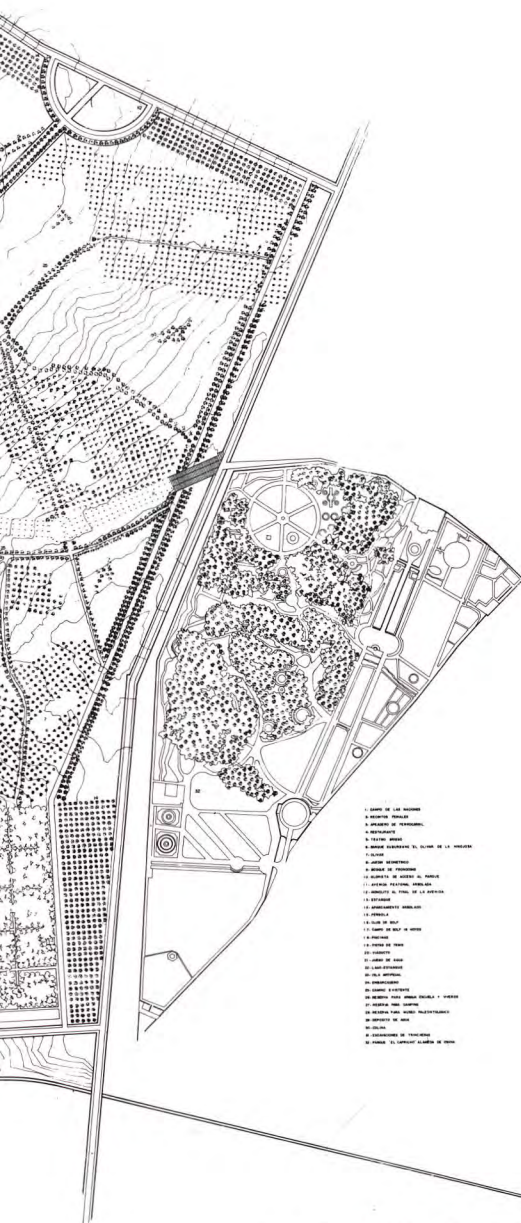 32
1- CAMPO DE LAS NACIONES
2- RECINTOS FERIALES
3- APEADERO DE FERROCARRIL
4- RESTAURANTE
5- TEATRO GRIEGO
6- PARQUE SUBURBANO EL OLIVAR DE LA HINOJOSA
7- OLIVAR
8- JARDIN GEOMETRICO
9- BOSQUE DE FRONDOSAS
10- GLORIETA DE ACCESO AL PARQUE
11- AVENIDA PEATONAL ARBOLADA
12- MONOLITO AL FINAL DE LA AVENIDA
13- ESTANQUE
14- APARCAMIENTO ARBOLADO
15- PERGOLA
16- CLUB DE GOLF
17- CAMPO DE GOLF 18 HOYOS
18- PISCINAS
19- PISTAS DE TENIS
20- VIADUCTO
21- JUEGO DE AGUA
22- LAGO-ESTANQUE
23- ISLA ARTIFICIAL
24- EMBARCADERO
25- CAMINO EXISTENTE
26- RESERVA PARA GRANJA ESCUELA Y VIVEROS
27- RESERVA PARA CAMPING
28- RESERVA PARA MUSEO PALEONTOLOGICO
29- DEPOSITO DE AGUA
30- COLINA
31- EXCAVACIONES DE TRINCHERAS
32- PARQUE "EL CAPRICHO" ALAMEDA DE OSUNA